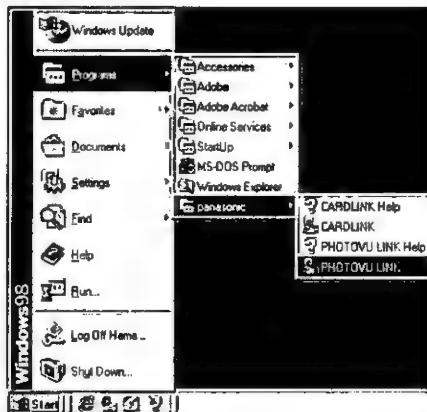 Windows Update
Programs
Favorites
Documents
Settings
Find
Help
Run...
Log Off Heme...
Shut Down...
Windows98
Start
Accessories
Adobe
Adobe Acrobat
Online Services
StartUp
MS-DOS Prompt
Windows Explorer
panasonic
CARDLINK Help
CARDLINK
PHOTOVU LINK Help
PHOTOVU LINK